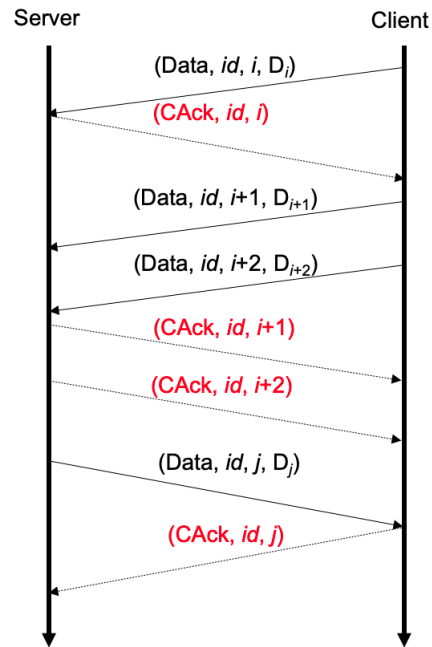 Server
Client
(Data, id, i, Dᵢ)
(CAck, id, i)
(Data, id, i+1, Dᵢ₊₁)
(Data, id, i+2, Dᵢ₊₂)
(CAck, id, i+1)
(CAck, id, i+2)
(Data, id, j, Dⱼ)
(CAck, id, j)